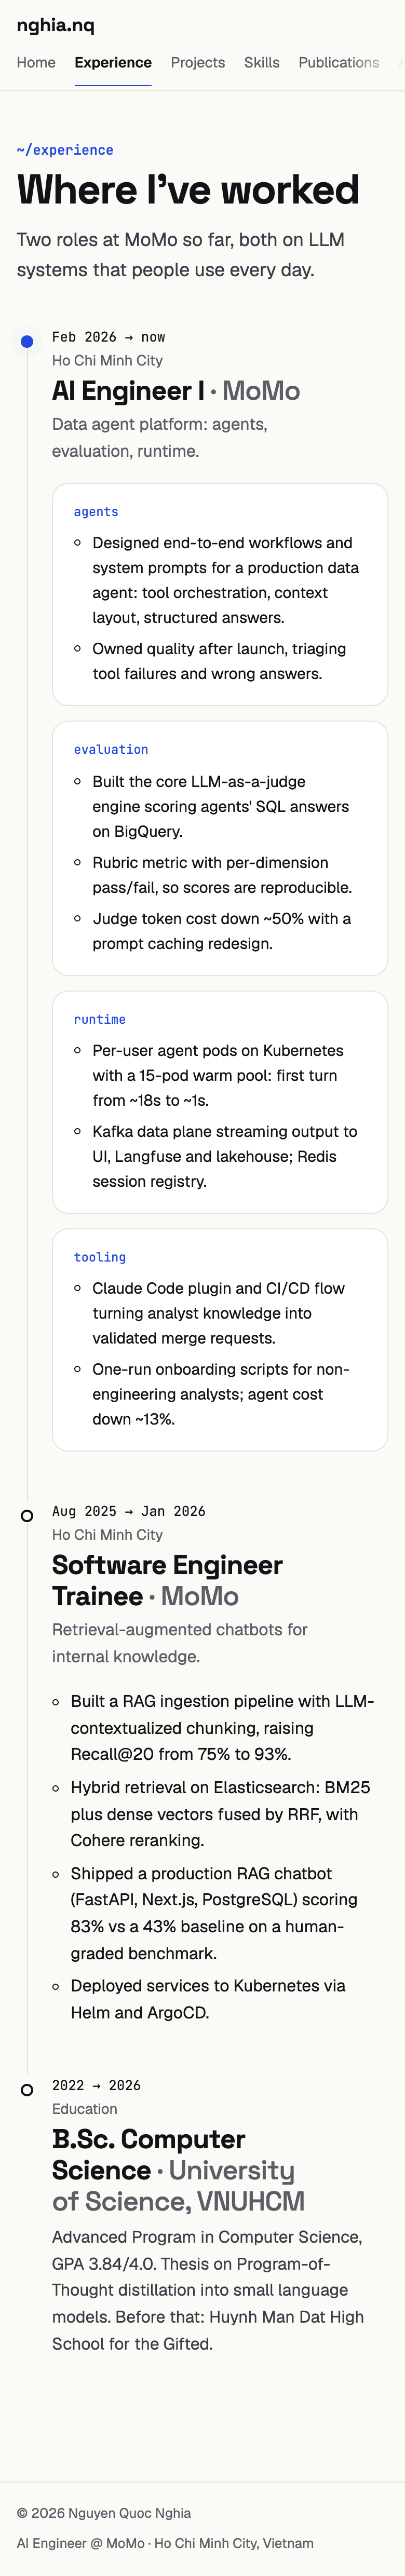 nghia.nq
Home Experience Projects Skills Publications
~/experience
Where I've worked
Two roles at MoMo so far, both on LLM
systems that people use every day.
Feb 2026 → now
Ho Chi Minh City
AI Engineer I · MoMo
Data agent platform: agents,
evaluation, runtime.
agents
Designed end-to-end workflows and
system prompts for a production data
agent: tool orchestration, context
layout, structured answers.
Owned quality after launch, triaging
tool failures and wrong answers.
evaluation
Built the core LLM-as-a-judge
engine scoring agents' SQL answers
on BigQuery.
Rubric metric with per-dimension
pass/fail, so scores are reproducible.
Judge token cost down ~50% with a
prompt caching redesign.
runtime
Per-user agent pods on Kubernetes
with a 15-pod warm pool: first turn
from ~18s to ~1s.
Kafka data plane streaming output to
UI, Langfuse and lakehouse; Redis
session registry.
tooling
Claude Code plugin and CI/CD flow
turning analyst knowledge into
validated merge requests.
One-run onboarding scripts for non-
engineering analysts; agent cost
down ~13%.
Aug 2025 → Jan 2026
Ho Chi Minh City
Software Engineer
Trainee · MoMo
Retrieval-augmented chatbots for
internal knowledge.
Built a RAG ingestion pipeline with LLM-
contextualized chunking, raising
Recall@20 from 75% to 93%.
Hybrid retrieval on Elasticsearch: BM25
plus dense vectors fused by RRF, with
Cohere reranking.
Shipped a production RAG chatbot
(FastAPI, Next.js, PostgreSQL) scoring
83% vs a 43% baseline on a human-
graded benchmark.
Deployed services to Kubernetes via
Helm and ArgoCD.
2022 → 2026
Education
B.Sc. Computer
Science · University
of Science, VNUHCM
Advanced Program in Computer Science,
GPA 3.84/4.0. Thesis on Program-of-
Thought distillation into small language
models. Before that: Huynh Man Dat High
School for the Gifted.
© 2026 Nguyen Quoc Nghia
AI Engineer @ MoMo · Ho Chi Minh City, Vietnam